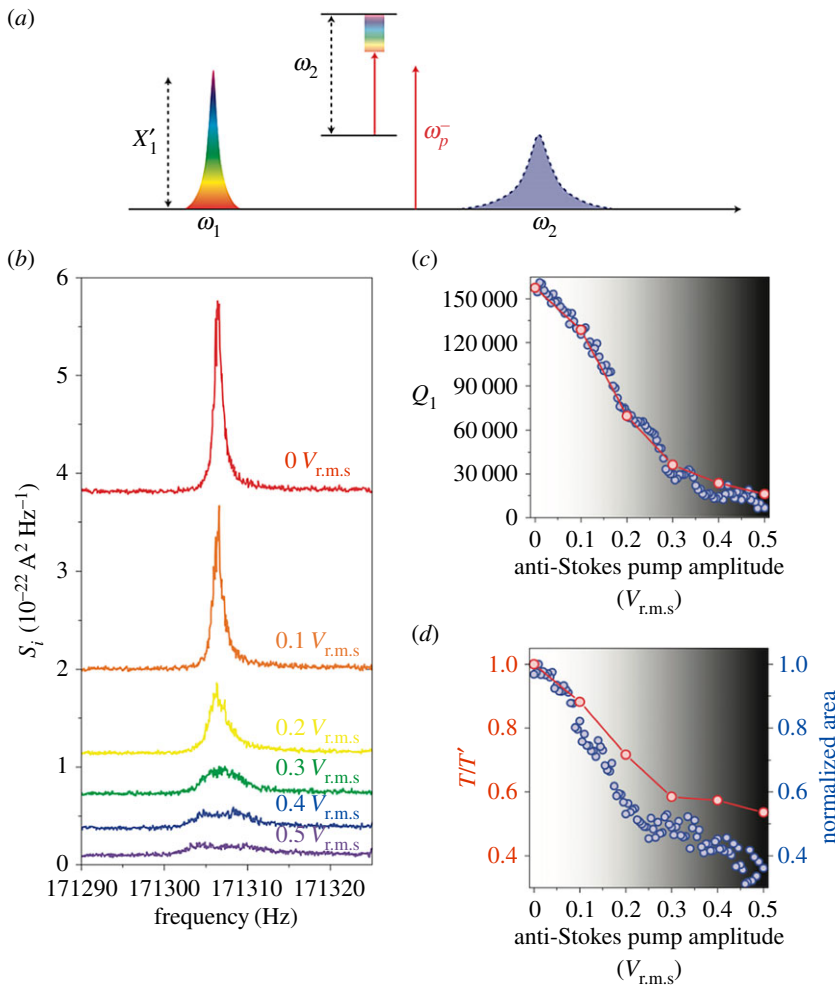 (a)
ω₂
X′₁
ωₚ⁻
ω₁
ω₂
(b)
6
5
4
3
2
1
0
Sᵢ (10⁻²² A² Hz⁻¹)
0 Vr.m.s
0.1 Vr.m.s
0.2 Vr.m.s
0.3 Vr.m.s
0.4 Vr.m.s
0.5 Vr.m.s
171290 171300 171310 171320
frequency (Hz)
(c)
150 000
120 000
90 000
60 000
30 000
0
Q₁
0 0.1 0.2 0.3 0.4 0.5
anti-Stokes pump amplitude
(Vr.m.s)
(d)
1.0
0.8
0.6
0.4
T/T′
1.0
0.8
0.6
0.4
normalized area
0 0.1 0.2 0.3 0.4 0.5
anti-Stokes pump amplitude
(Vr.m.s)